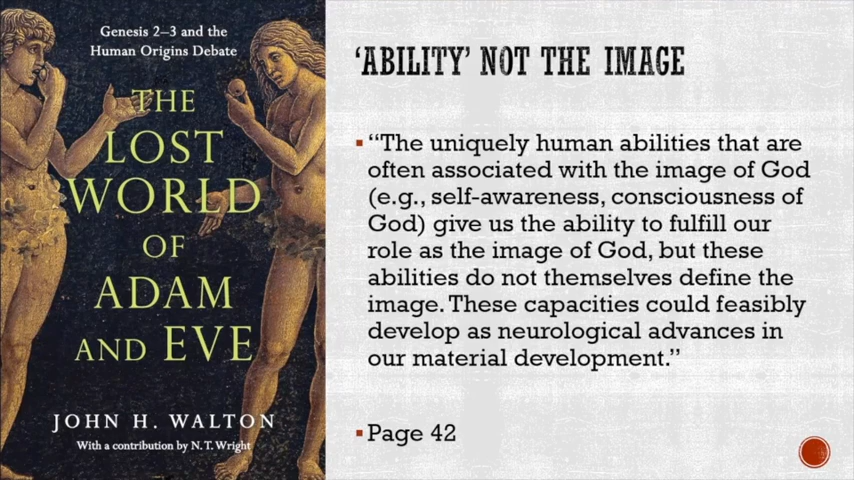 Genesis 2–3 and the
Human Origins Debate
THE
LOST
WORLD
OF
ADAM
AND EVE
JOHN H. WALTON
With a contribution by N. T. Wright
‘ABILITY’ NOT THE IMAGE
“The uniquely human abilities that are
often associated with the image of God
(e.g., self-awareness, consciousness of
God) give us the ability to fulfill our
role as the image of God, but these
abilities do not themselves define the
image. These capacities could feasibly
develop as neurological advances in
our material development.”
Page 42